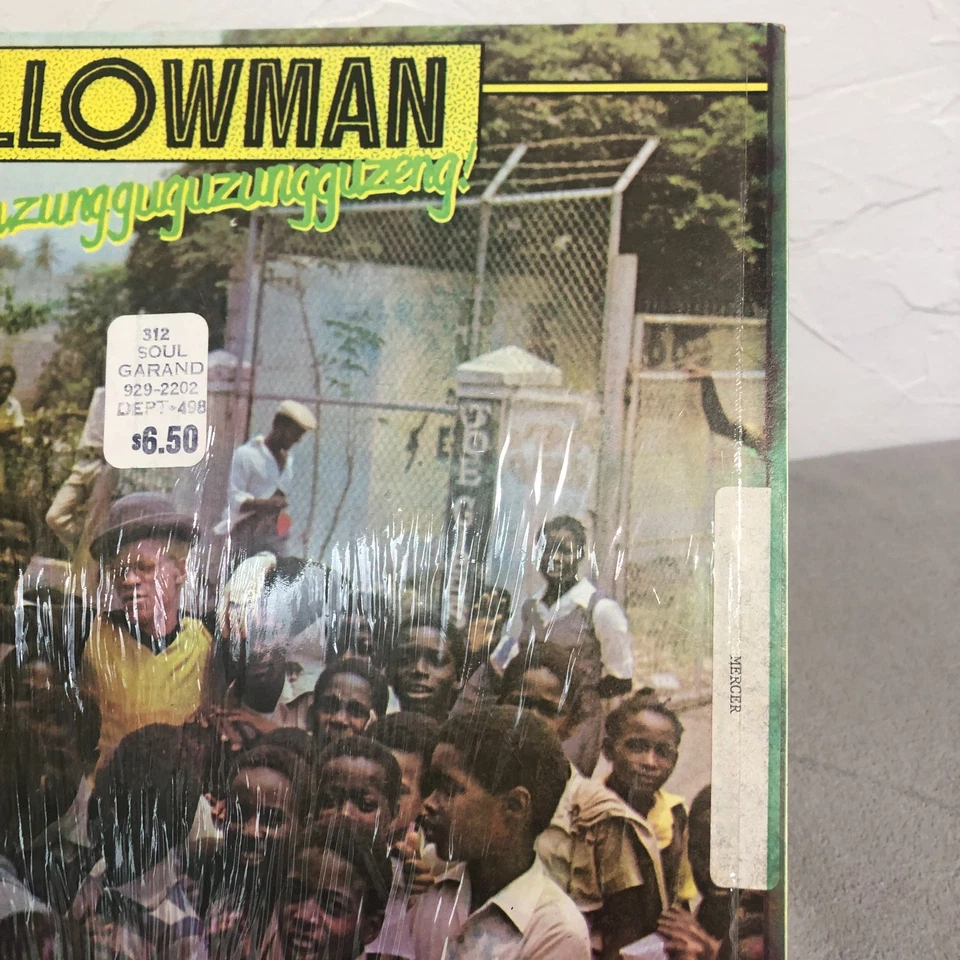 LLOWMAN
uzungguguzungguzeng!
312
SOUL
GARAND
929-2202
DEPT-498
$6.50
MERCER